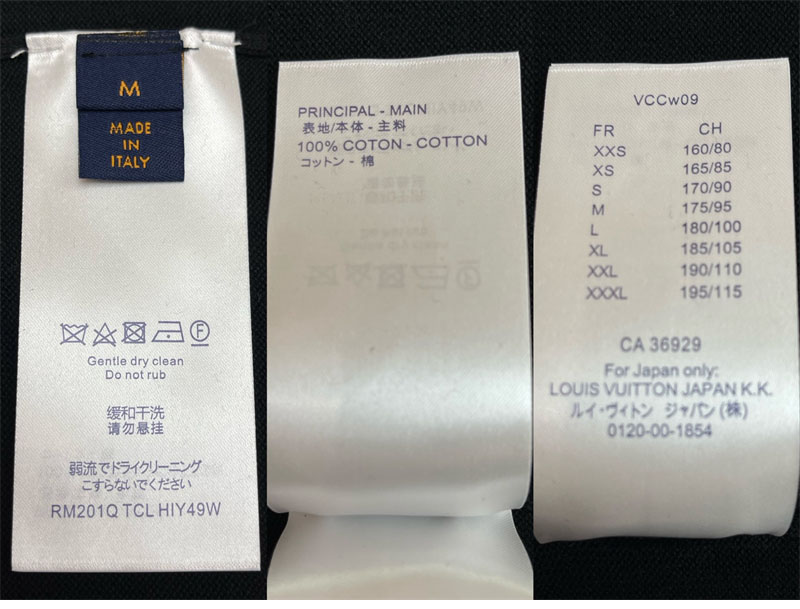 M
MADE
IN
ITALY
F
Gentle dry clean
Do not rub
缓和干洗
请勿悬挂
弱流でドライクリーニング
こすらないでください
RM201Q TCL HIY49W
PRINCIPAL - MAIN
表地/本体 - 主料
100% COTON - COTTON
コットン - 棉
VCCw09
FR CH
XXS 160/80
XS 165/85
S 170/90
M 175/95
L 180/100
XL 185/105
XXL 190/110
XXXL 195/115
CA 36929
For Japan only:
LOUIS VUITTON JAPAN K.K.
ルイ・ヴィトン ジャパン (株)
0120-00-1854